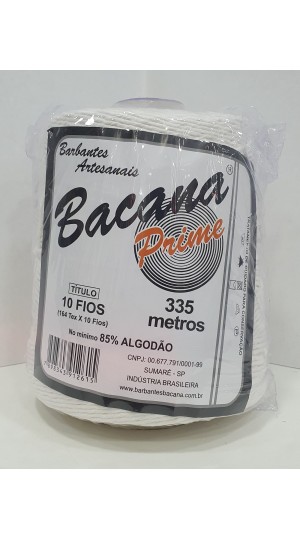 Barbantes
Artesanais
Bacana
Prime
TÍTULO
10 FIOS
(164 Tex X 10 Fios)
335
metros
No mínimo 85% ALGODÃO
CNPJ: 00.677.791/0001-99
SUMARÉ - SP
INDÚSTRIA BRASILEIRA
www.barbantesbacana.com.br